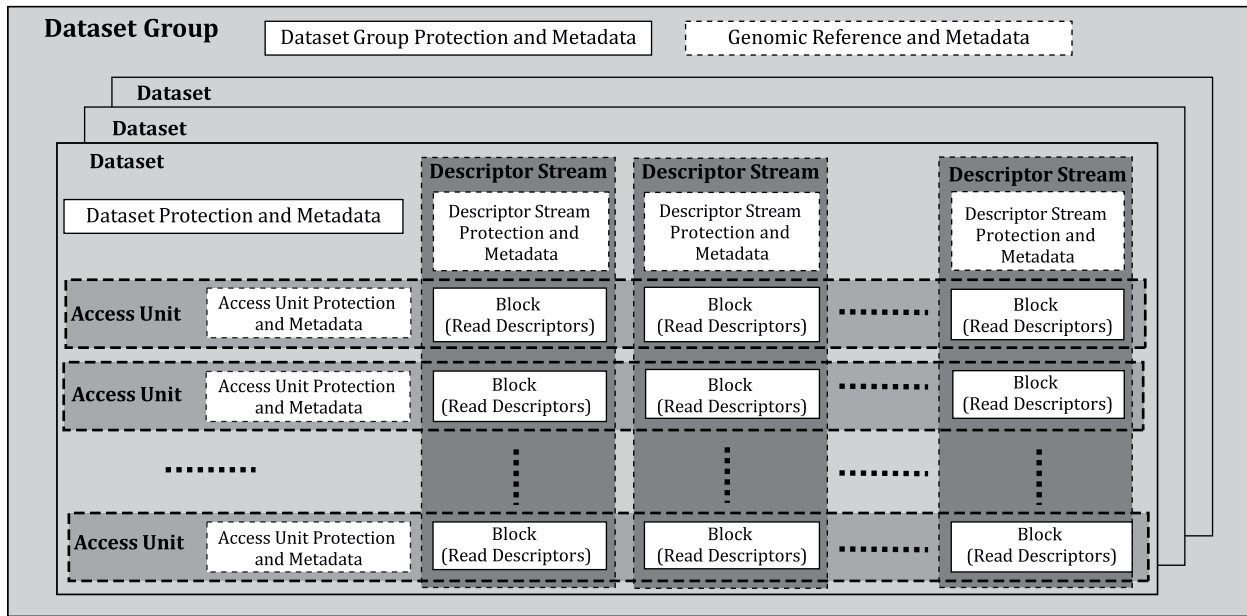 Dataset Group
Dataset Group Protection and Metadata
Genomic Reference and Metadata
Dataset
Dataset
Dataset
Dataset Protection and Metadata
Descriptor Stream
Descriptor Stream
Protection and
Metadata
Descriptor Stream
Descriptor Stream
Protection and
Metadata
Descriptor Stream
Descriptor Stream
Protection and
Metadata
Access Unit
Access Unit Protection
and Metadata
Block
(Read Descriptors)
Block
(Read Descriptors)
Block
(Read Descriptors)
Access Unit
Access Unit Protection
and Metadata
Block
(Read Descriptors)
Block
(Read Descriptors)
Block
(Read Descriptors)
Access Unit
Access Unit Protection
and Metadata
Block
(Read Descriptors)
Block
(Read Descriptors)
Block
(Read Descriptors)